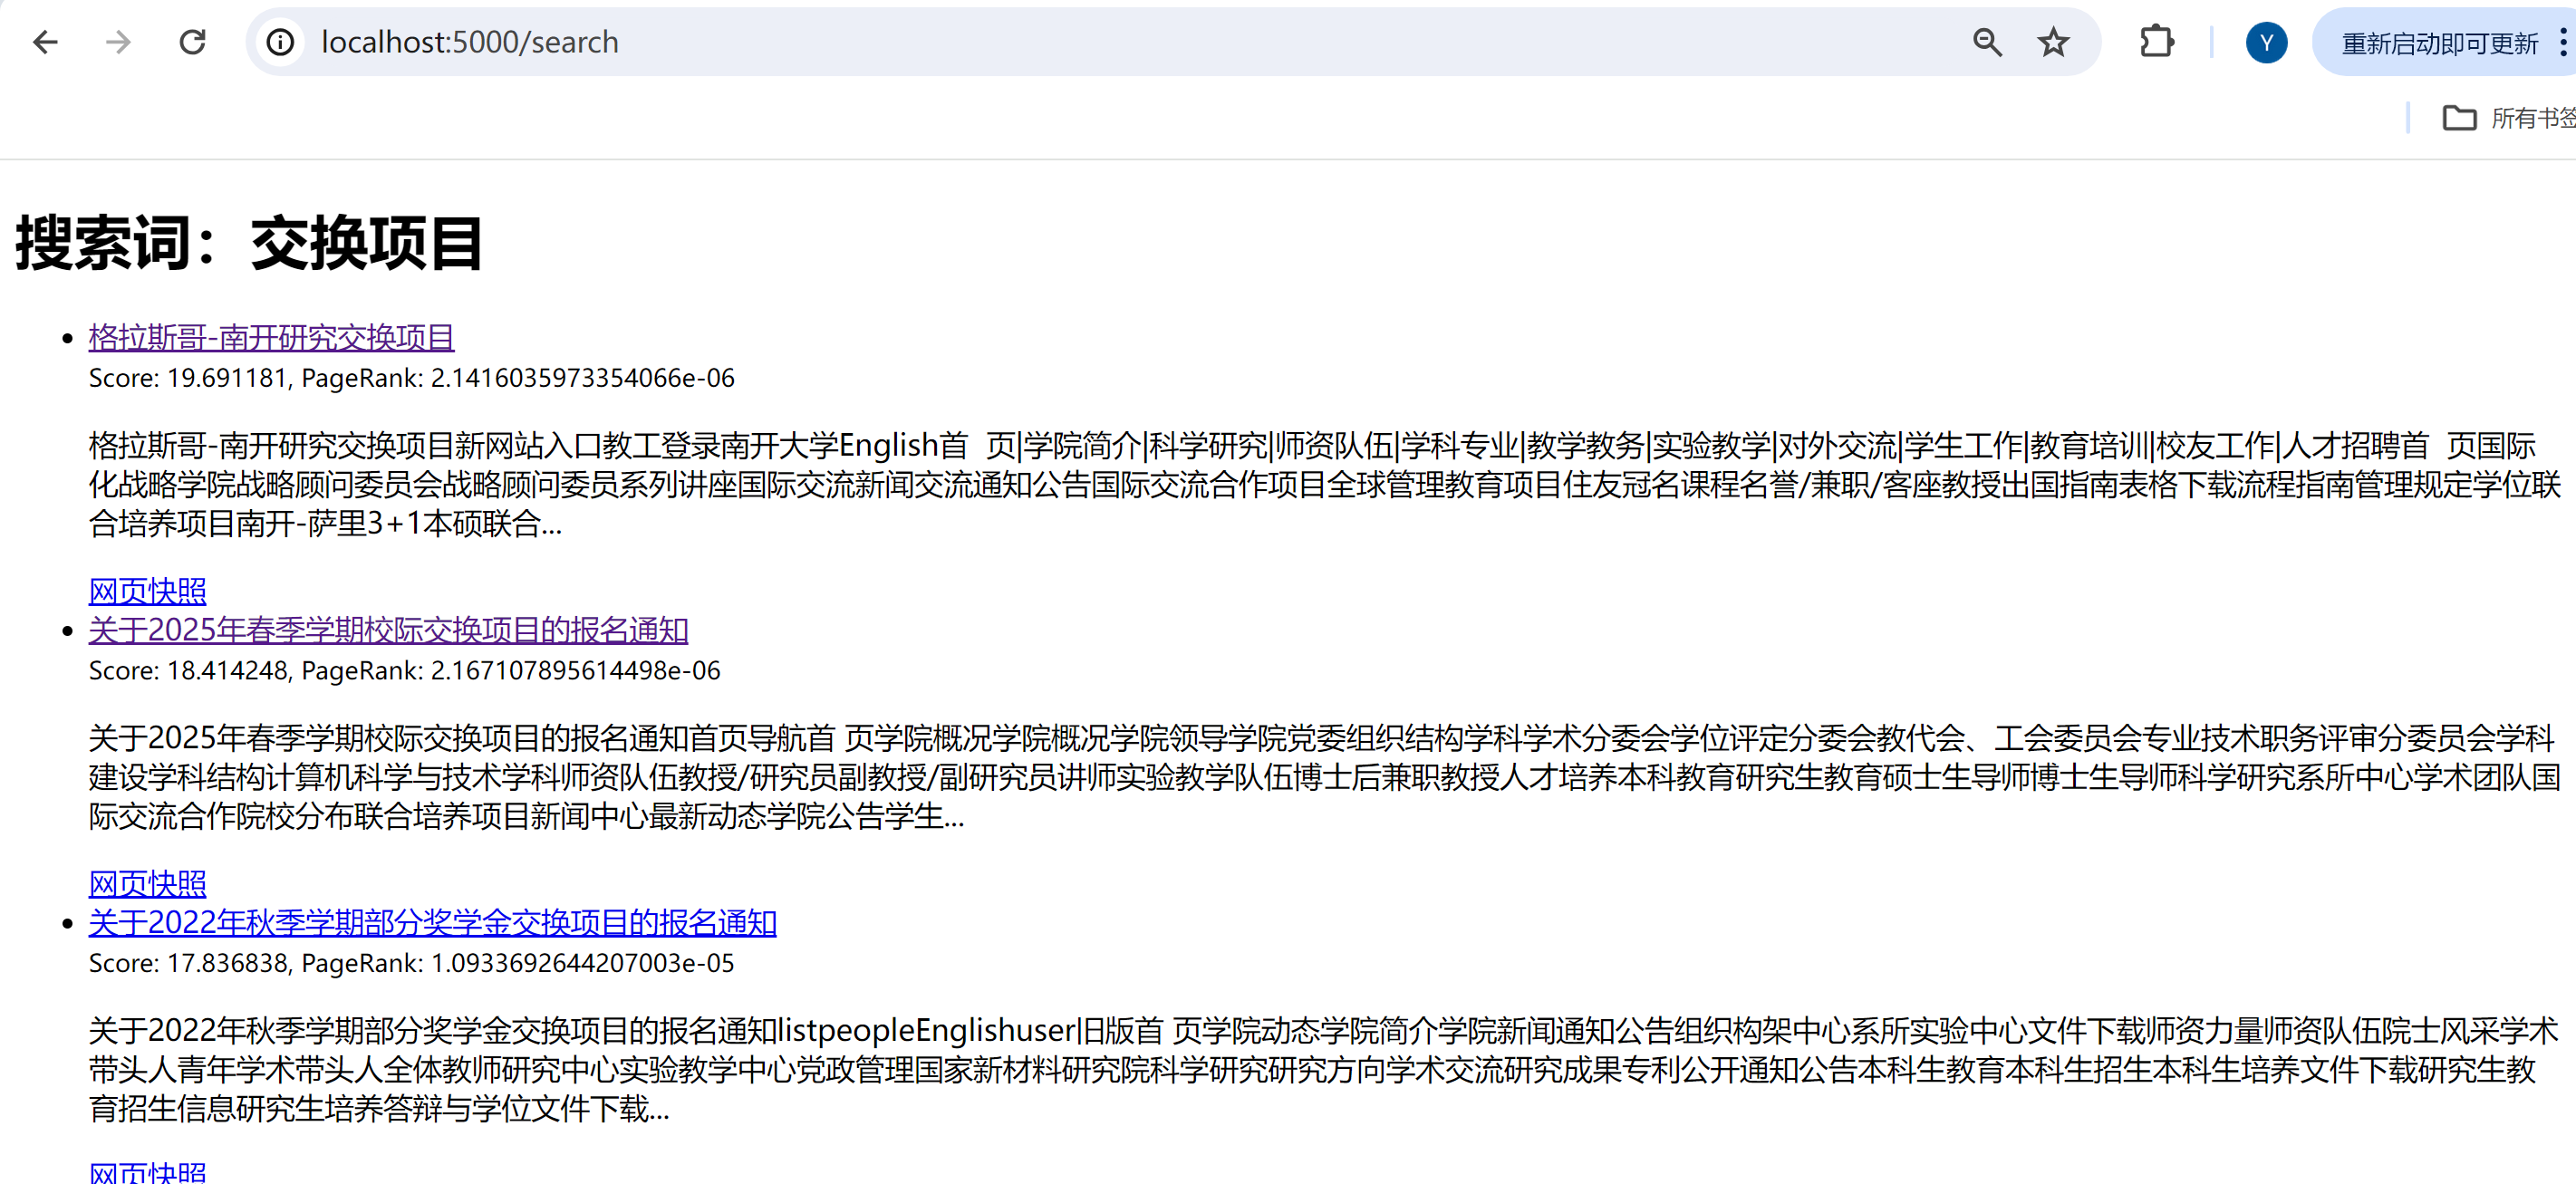 localhost:5000/search
Y
重新启动即可更新
所有书签
搜索词：交换项目
格拉斯哥-南开研究交换项目
Score: 19.691181, PageRank: 2.1416035973354066e-06
格拉斯哥-南开研究交换项目新网站入口教工登录南开大学English首  页|学院简介|科学研究|师资队伍|学科专业|教学教务|实验教学|对外交流|学生工作|教育培训|校友工作|人才招聘首  页国际
化战略学院战略顾问委员会战略顾问委员系列讲座国际交流新闻交流通知公告国际交流合作项目全球管理教育项目住友冠名课程名誉/兼职/客座教授出国指南表格下载流程指南管理规定学位联
合培养项目南开-萨里3+1本硕联合...
网页快照
关于2025年春季学期校际交换项目的报名通知
Score: 18.414248, PageRank: 2.167107895614498e-06
关于2025年春季学期校际交换项目的报名通知首页导航首 页学院概况学院概况学院领导学院党委组织结构学科学术分委会学位评定分委会教代会、工会委员会专业技术职务评审分委员会学科
建设学科结构计算机科学与技术学科师资队伍教授/研究员副教授/副研究员讲师实验教学队伍博士后兼职教授人才培养本科教育研究生教育硕士生导师博士生导师科学研究系所中心学术团队国
际交流合作院校分布联合培养项目新闻中心最新动态学院公告学生...
网页快照
关于2022年秋季学期部分奖学金交换项目的报名通知
Score: 17.836838, PageRank: 1.0933692644207003e-05
关于2022年秋季学期部分奖学金交换项目的报名通知listpeopleEnglishuser|旧版首 页学院动态学院简介学院新闻通知公告组织构架中心系所实验中心文件下载师资力量师资队伍院士风采学术
带头人青年学术带头人全体教师研究中心实验教学中心党政管理国家新材料研究院科学研究研究方向学术交流研究成果专利公开通知公告本科生教育本科生招生本科生培养文件下载研究生教
育招生信息研究生培养答辩与学位文件下载...
网页快照